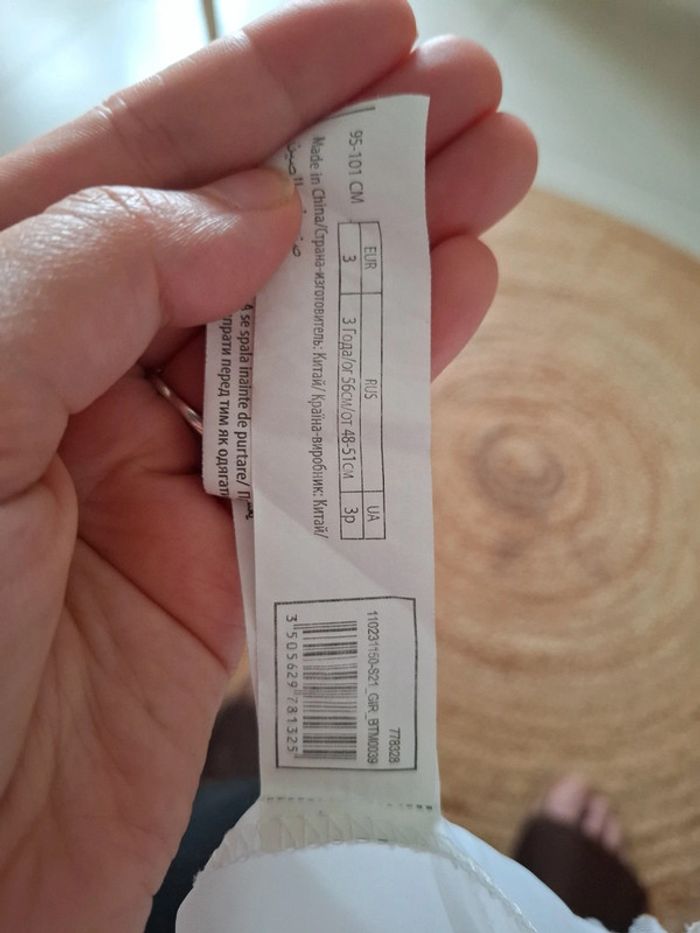 95-101 CM
EUR RUS UA
3 3 Года/ог 56см/от 48-51см 3р
Made in China/Страна-изготовитель: Китай/ Країна-виробник: Китай/
se spala inainte de purtare/
прати перед тим як одягати
778328
110231150-S21_GIIR_BTM0039
3 505629 781325